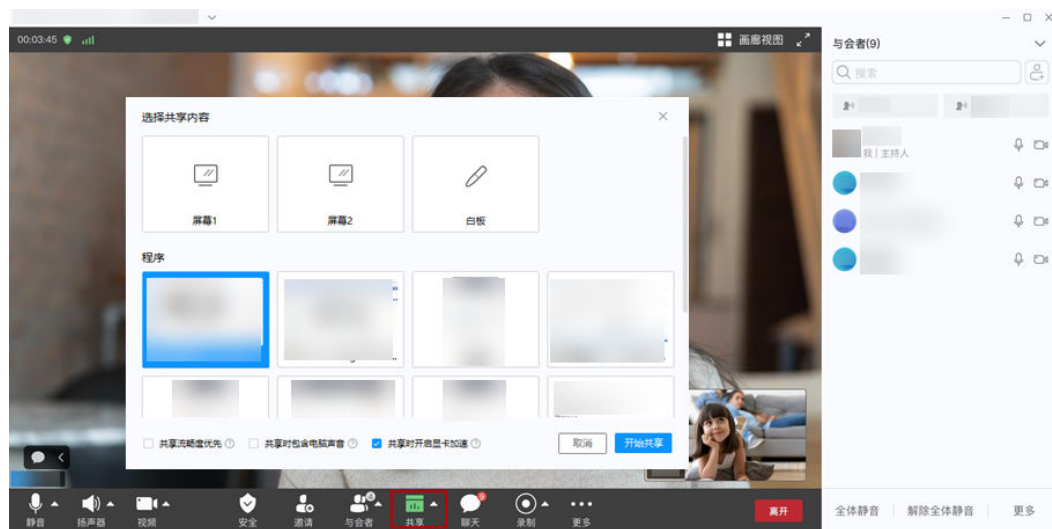 00:03:45
画廊视图
与会者(9)
搜索
选择共享内容
我 | 主持人
屏幕1
屏幕2
白板
程序
共享流畅度优先
共享时包含电脑声音
共享时开启显卡加速
取消
开始共享
静音
扬声器
视频
安全
邀请
与会者
共享
聊天
录制
更多
离开
全体静音
解除全体静音
更多